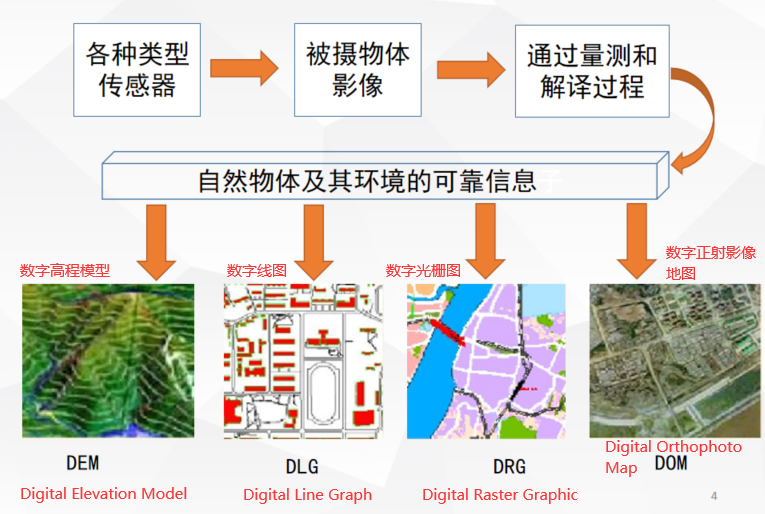 各种类型
传感器
被摄物体
影像
通过量测和
解译过程
自然物体及其环境的可靠信息
数字高程模型
数字线图
数字光栅图
数字正射影像
地图
DEM
DLG
DRG
DOM
Digital Elevation Model
Digital Line Graph
Digital Raster Graphic
Digital Orthophoto
Map
4